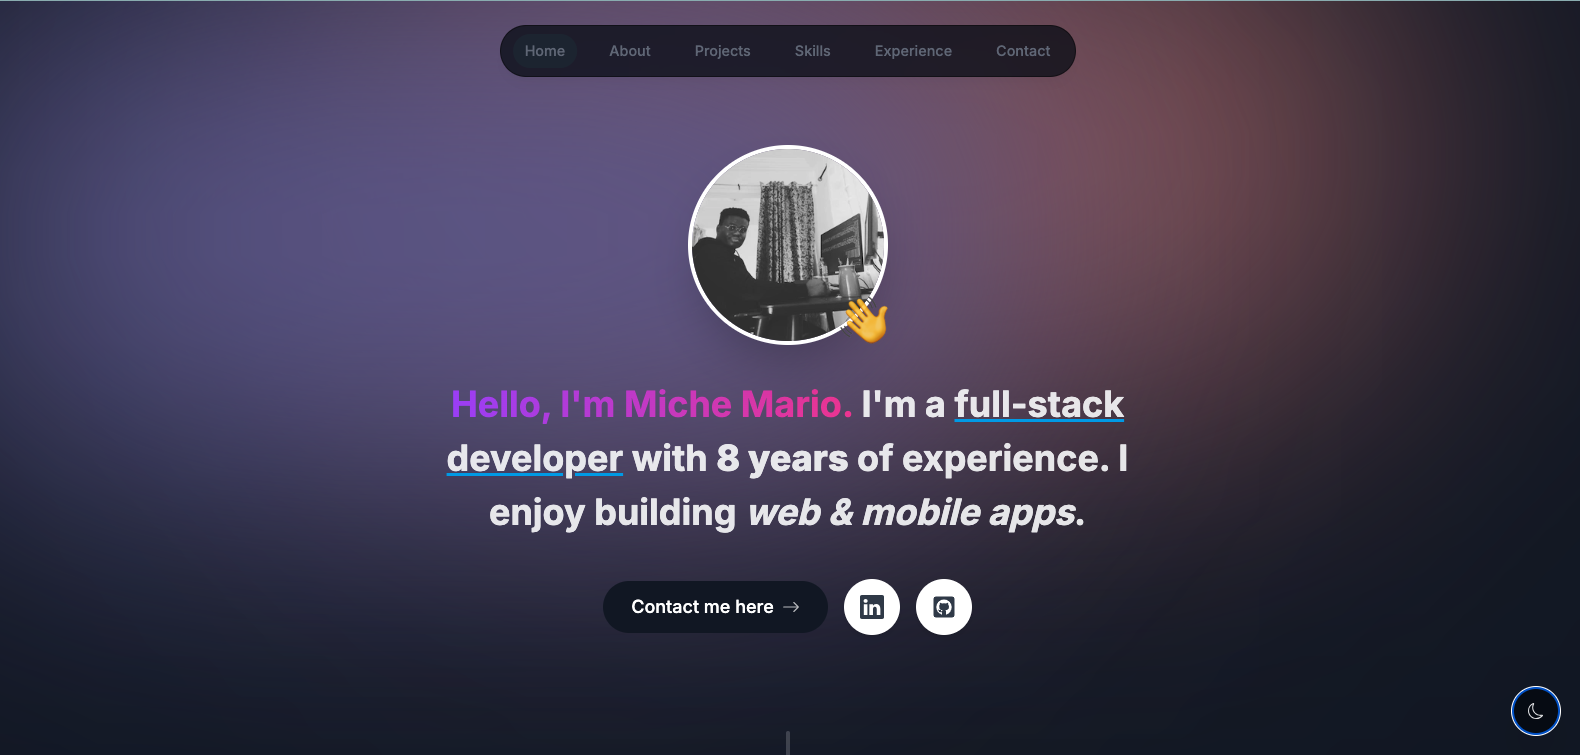 Home About Projects Skills Experience Contact
Hello, I'm Miche Mario. I'm a full-stack
developer with 8 years of experience. I
enjoy building web & mobile apps.
Contact me here →
in